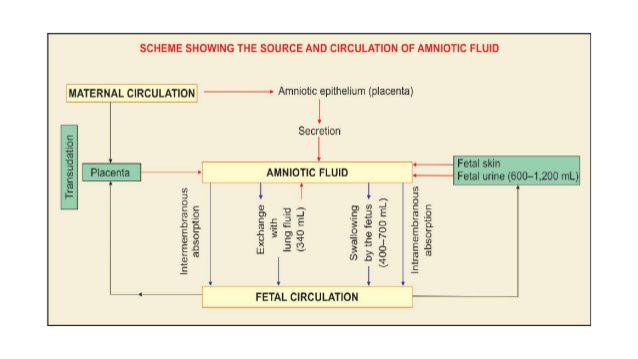 SCHEME SHOWING THE SOURCE AND CIRCULATION OF AMNIOTIC FLUID
MATERNAL CIRCULATION
Amniotic epithelium (placenta)
Secretion
Transudation
Placenta
AMNIOTIC FLUID
Fetal skin
Fetal urine (600–1,200 mL)
Intermembranous
absorption
Exchange
with
lung fluid
(340 mL)
Swallowing
by the fetus
(400–700 mL)
Intramembranous
absorption
FETAL CIRCULATION